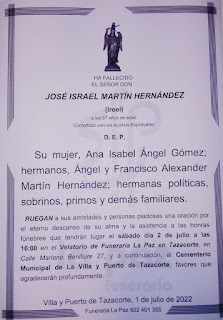 HA FALLECIDO
EL SEÑOR DON
JOSÉ ISRAEL MARTÍN HERNÁNDEZ
(Iroel)
a los 67 años de edad
Confortado con los Auxilios Espirituales
D. E. P.
Su mujer, Ana Isabel Ángel Gómez;
hermanos, Ángel y Francisco Alexander
Martín Hernández; hermanas políticas,
sobrinos, primos y demás familiares.
RUEGAN a sus amistades y personas piadosas una oración por
el eterno descanso de su alma y la asistencia a las honras
fúnebres que tendrán lugar el sábado día 2 de julio a las
16:00 en el Velatorio de Funeraria La Paz en Tazacorte, en
Calle Mariano Benlliure 27, y a continuación, al Cementerio
Municipal de La Villa y Puerto de Tazacorte, favores que
agradecerán profundamente.
funeraria
Villa y Puerto de Tazacorte, 1 de julio de 2022
Funeraria La Paz 922 401 355